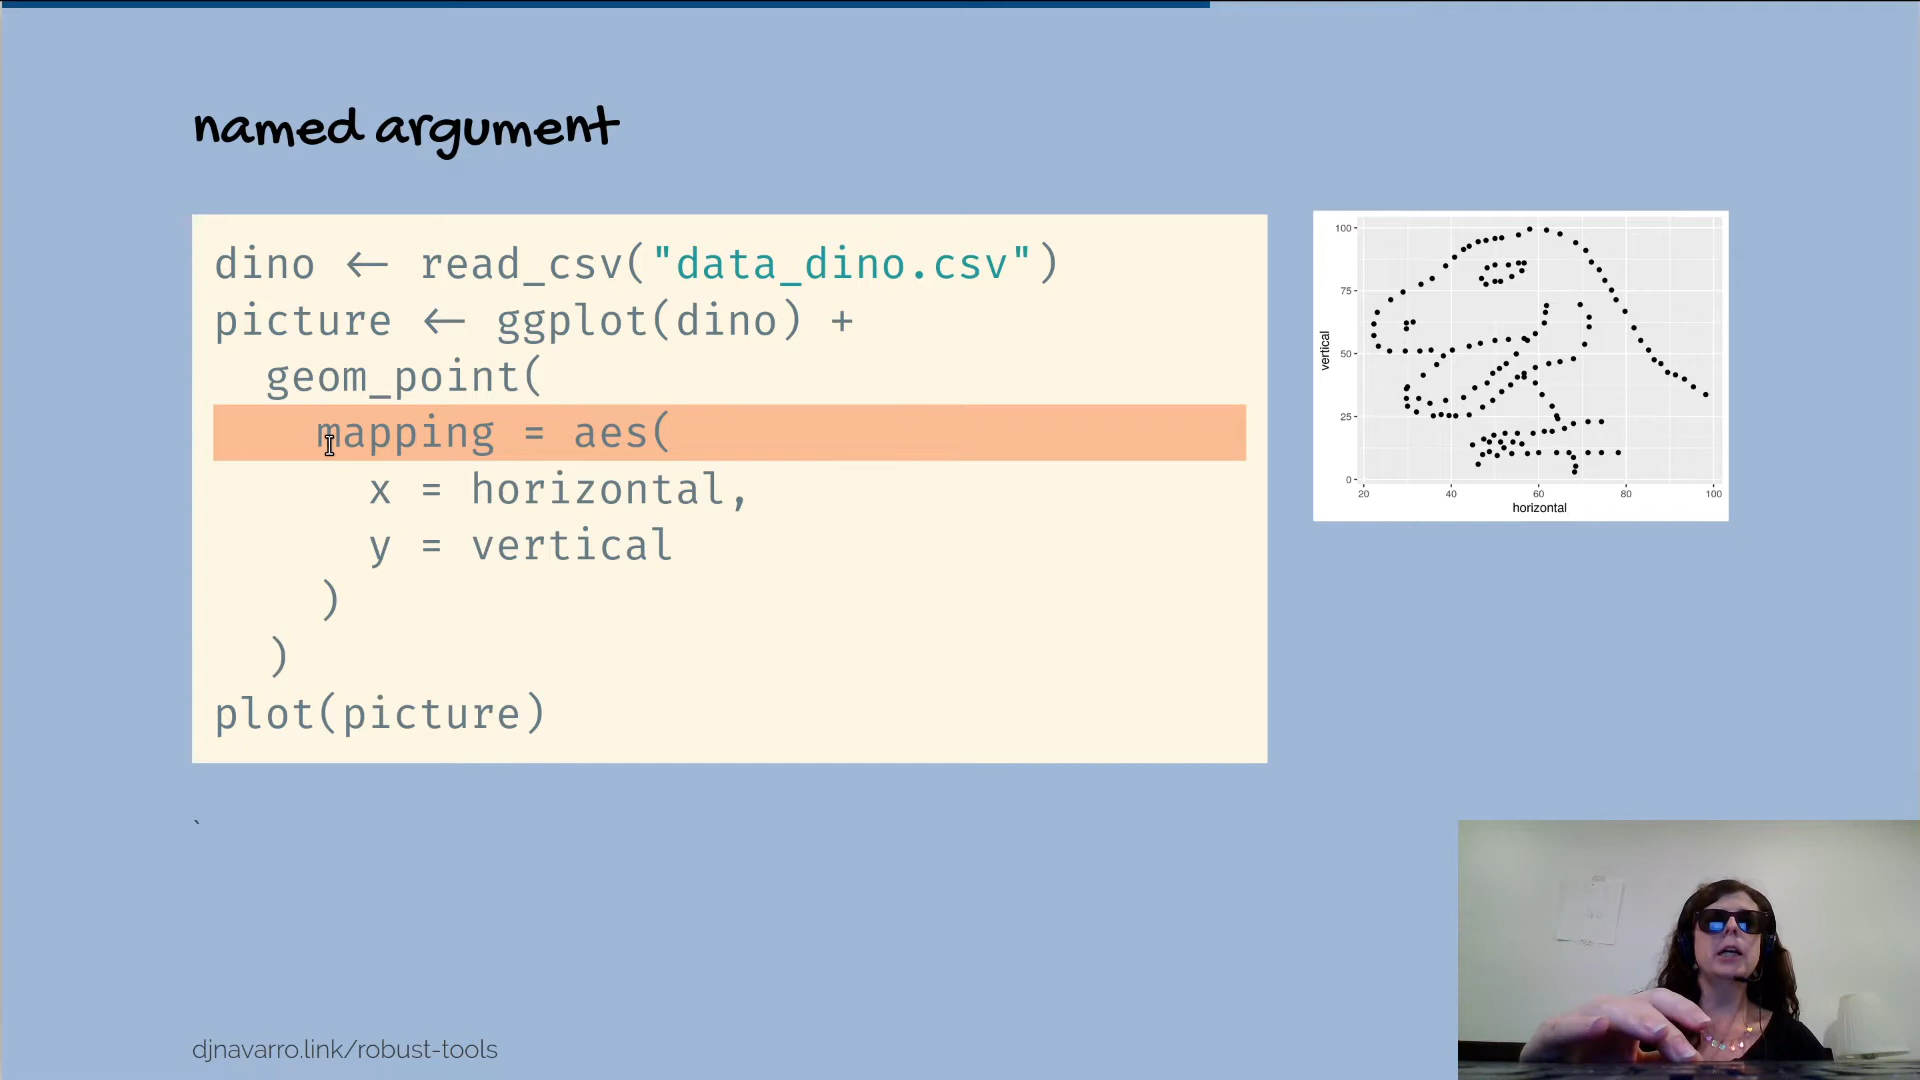 named argument
dino <- read_csv("data_dino.csv")
picture <- ggplot(dino) +
  geom_point(
    mapping = aes(
      x = horizontal,
      y = vertical
    )
  )
plot(picture)
100
75
50
25
0
vertical
20 40 60 80 100
horizontal
`
djnavarro.link/robust-tools